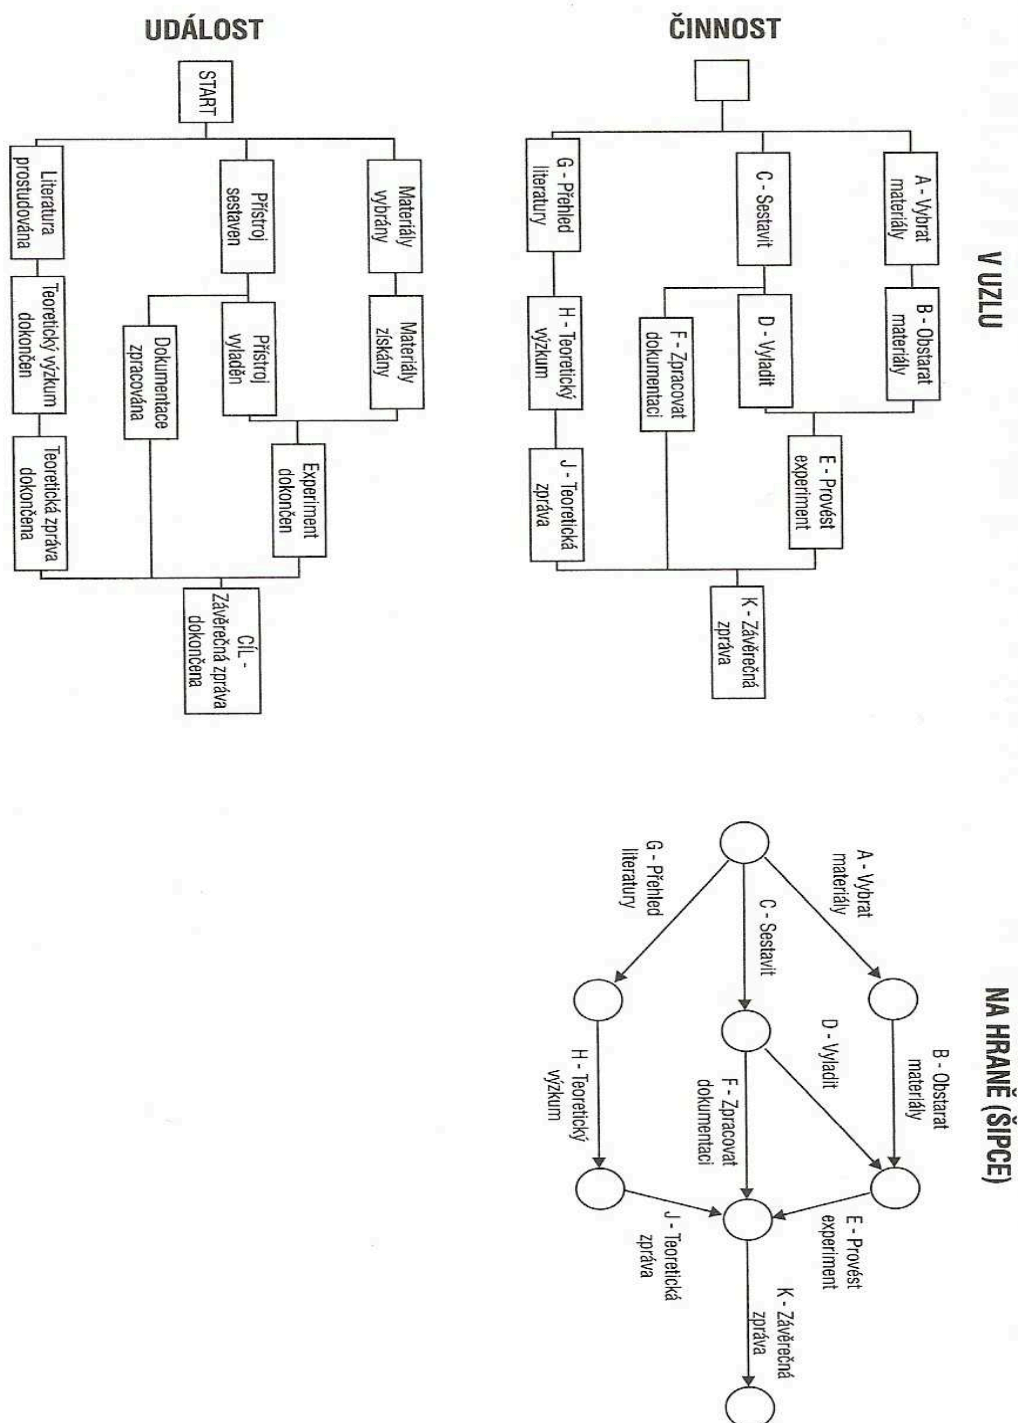 V UZLU
NA HRANĚ (ŠIPCE)
ČINNOST
A - Vybrat
materiály
B - Obstarat
materiály
C - Sestavit
D - Vyladit
E - Provést
experiment
F - Zpracovat
dokumentaci
G - Přehled
literatury
H - Teoretický
výzkum
J - Teoretická
zpráva
K - Závěrečná
zpráva
A - Vybrat
materiály
B - Obstarat
materiály
C - Sestavit
D - Vyladit
E - Provést
experiment
F - Zpracovat
dokumentaci
G - Přehled
literatury
H - Teoretický
výzkum
J - Teoretická
zpráva
K - Závěrečná
zpráva
UDÁLOST
START
Materiály
vybrány
Materiály
získány
Přístroj
sestaven
Přístroj
vyladěn
Experiment
dokončen
Dokumentace
zpracována
Literatura
prostudována
Teoretický výzkum
dokončen
Teoretická zpráva
dokončena
CÍL -
Závěrečná zpráva
dokončena